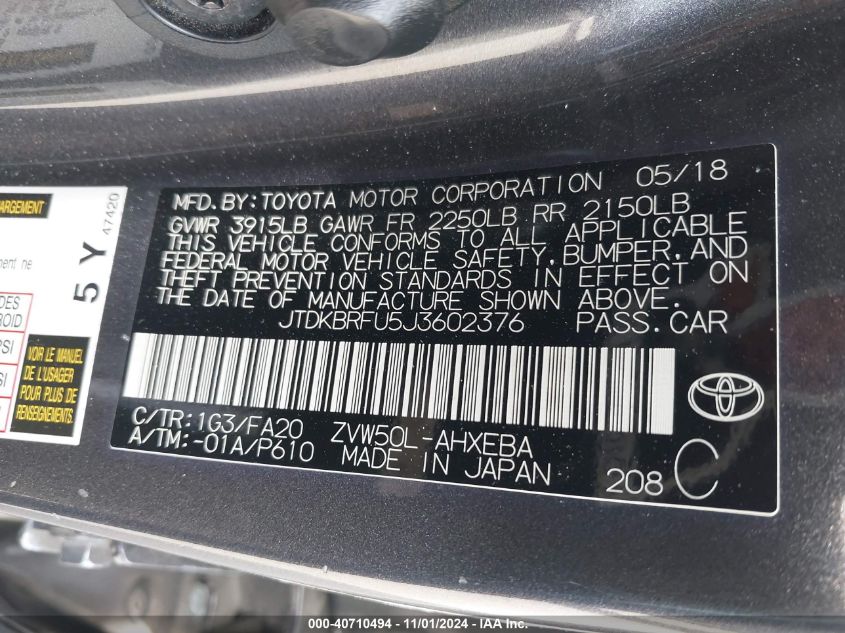 MFD.BY:TOYOTA MOTOR CORPORATION 05/18
GVWR 3915LB GAWR FR 2250LB RR 2150LB
THIS VEHICLE CONFORMS TO ALL APPLICABLE
FEDERAL MOTOR VEHICLE SAFETY,BUMPER,AND
THEFT PREVENTION STANDARDS IN EFFECT ON
THE DATE OF MANUFACTURE SHOWN ABOVE.
JTDKBRFU5J3602376 PASS.CAR
C/TR:1G3/FA20 ZVW50L-AHXEBA
A/TM:-01A/P610 MADE IN JAPAN
208 C
5 Y 47420
VOIR LE MANUEL
DE L'USAGER
POUR PLUS DE
RENSEIGNEMENTS.
000-40710494 - 11/01/2024 - IAA Inc.